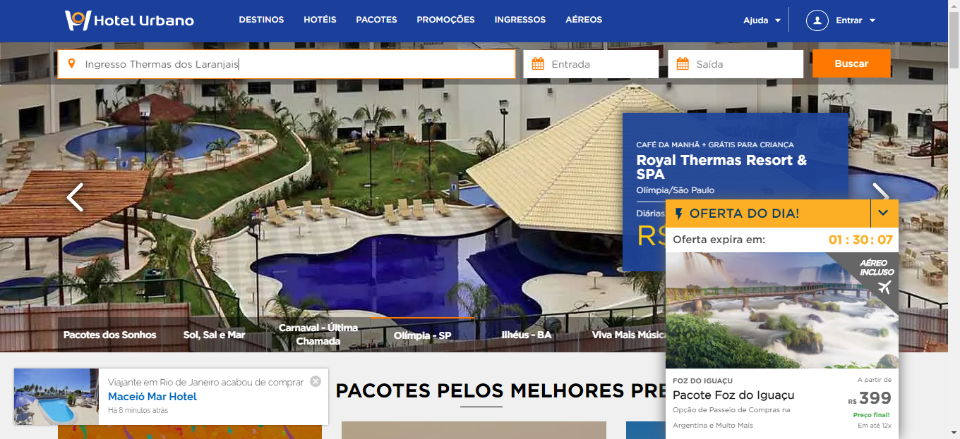 Hotel Urbano
DESTINOS HOTÉIS PACOTES PROMOÇÕES INGRESSOS AÉREOS
Ajuda
Entrar
Ingresso Thermas dos Laranjais
Entrada
Saída
Buscar
CAFÉ DA MANHÃ + GRÁTIS PARA CRIANÇA
Royal Thermas Resort &
SPA
Olímpia/São Paulo
Diárias
R$
OFERTA DO DIA!
Oferta expira em: 01 : 30 : 07
AÉREO
INCLUSO
Pacotes dos Sonhos
Sol, Sal e Mar
Carnaval - Última
Chamada
Olímpia - SP
Ilhéus - BA
Viva Mais Músic
Viajante em Rio de Janeiro acabou de comprar
Maceió Mar Hotel
Há 8 minutos atrás
PACOTES PELOS MELHORES PRE
FOZ DO IGUAÇU
A partir de
Pacote Foz do Iguaçu
R$ 399
Opção de Passeio de Compras na
Preço final!
Argentina e Muito Mais
Em até 12x